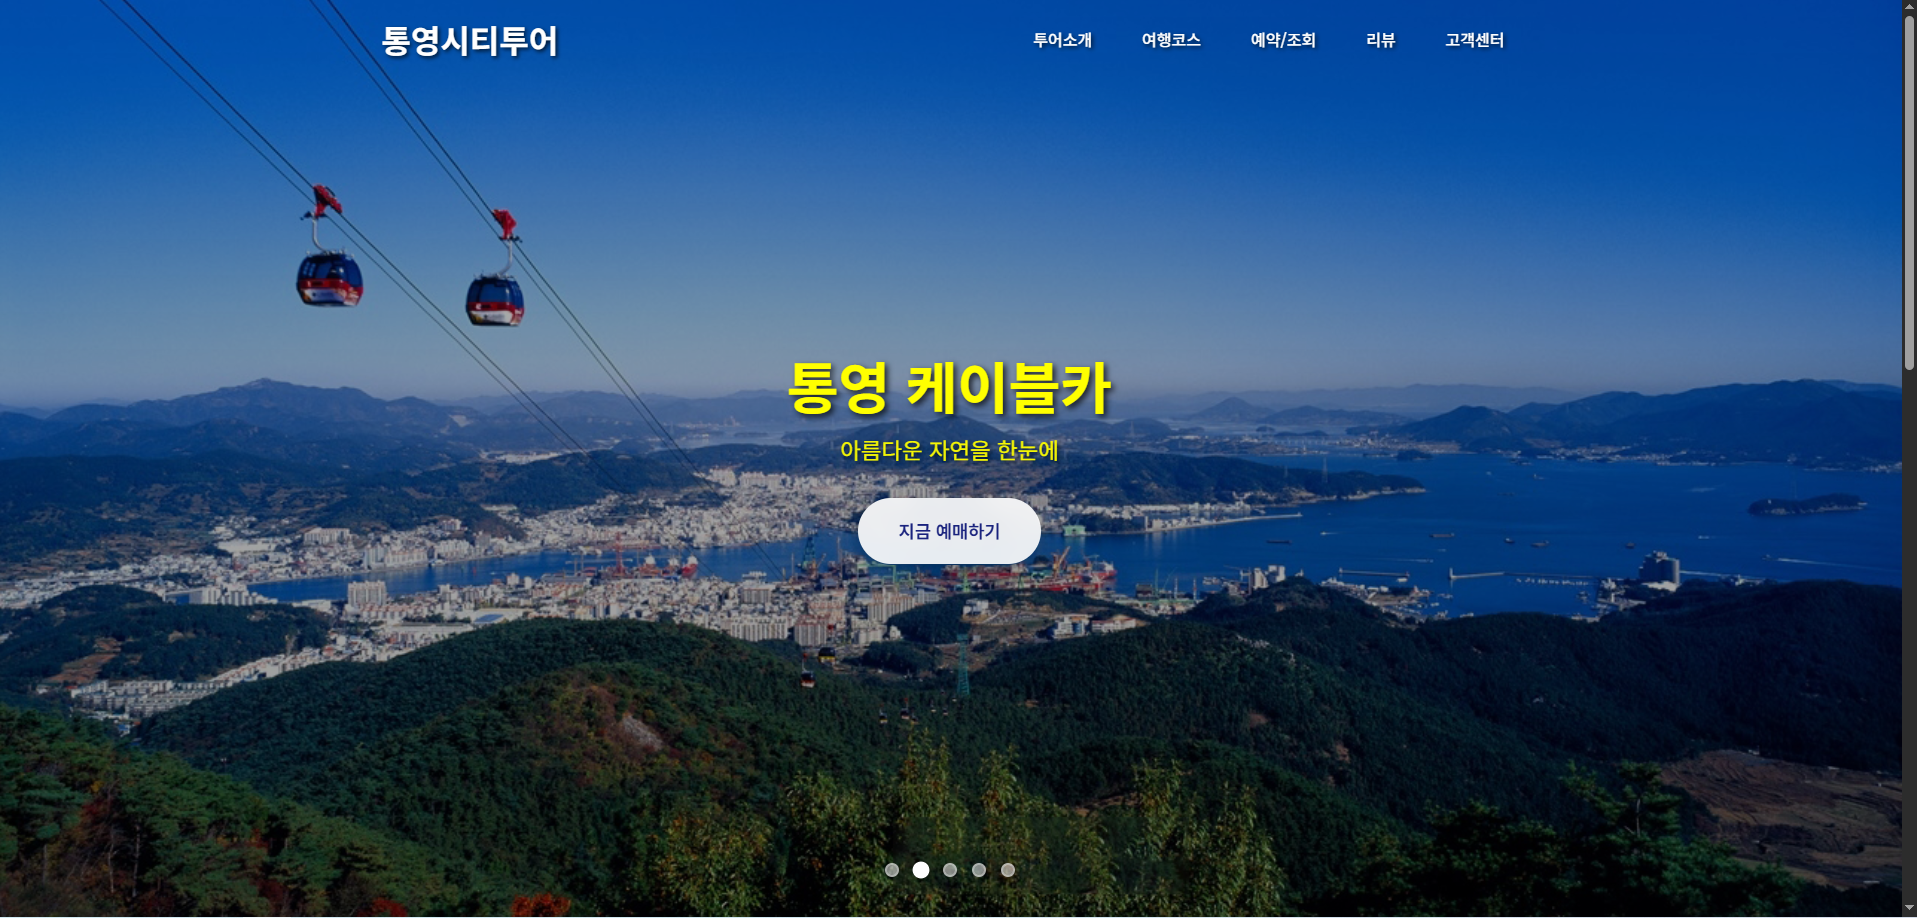 통영시티투어
투어소개
여행코스
예약/조회
리뷰
고객센터
통영 케이블카
아름다운 자연을 한눈에
지금 예매하기